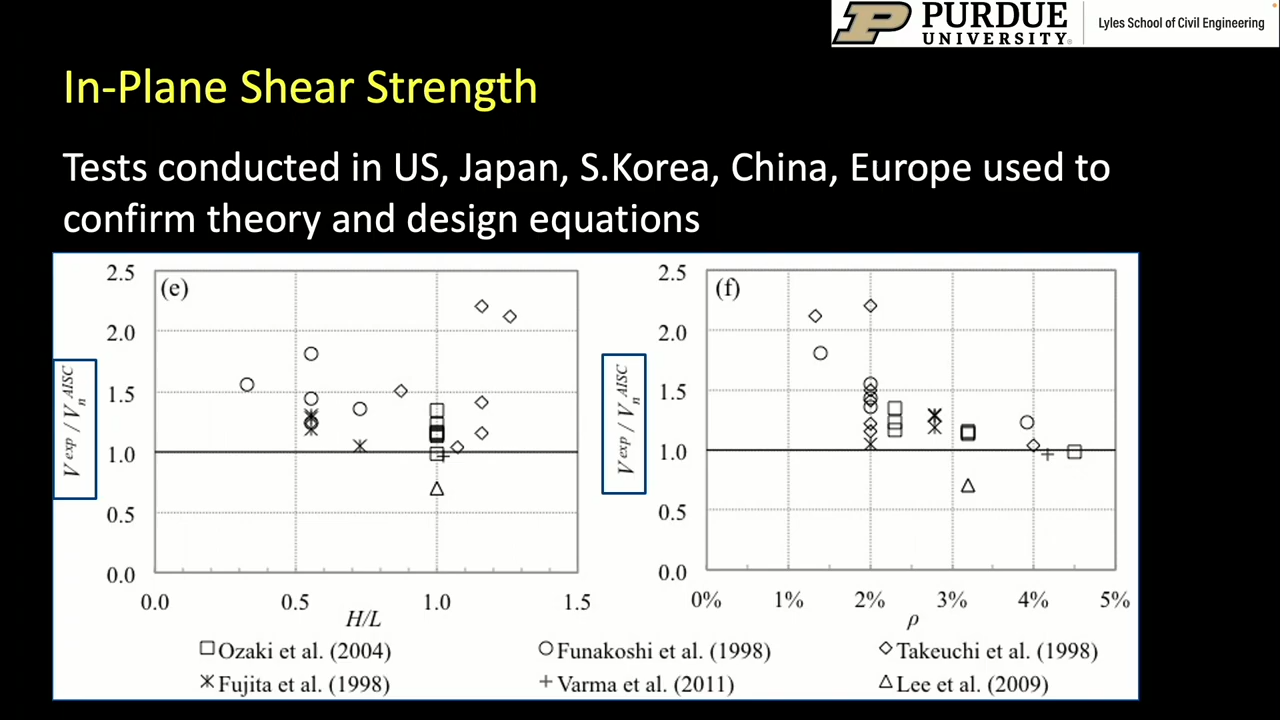 PURDUE
UNIVERSITY
Lyles School of Civil Engineering
In-Plane Shear Strength
Tests conducted in US, Japan, S.Korea, China, Europe used to
confirm theory and design equations
(e)
2.5
2.0
1.5
1.0
0.5
0.0
V^exp / V_n^AISC
0.0 0.5 1.0 1.5
H/L
(f)
2.5
2.0
1.5
1.0
0.5
0.0
V^exp / V_n^AISC
0% 1% 2% 3% 4% 5%
ρ
Ozaki et al. (2004) Funakoshi et al. (1998) Takeuchi et al. (1998)
Fujita et al. (1998) Varma et al. (2011) Lee et al. (2009)